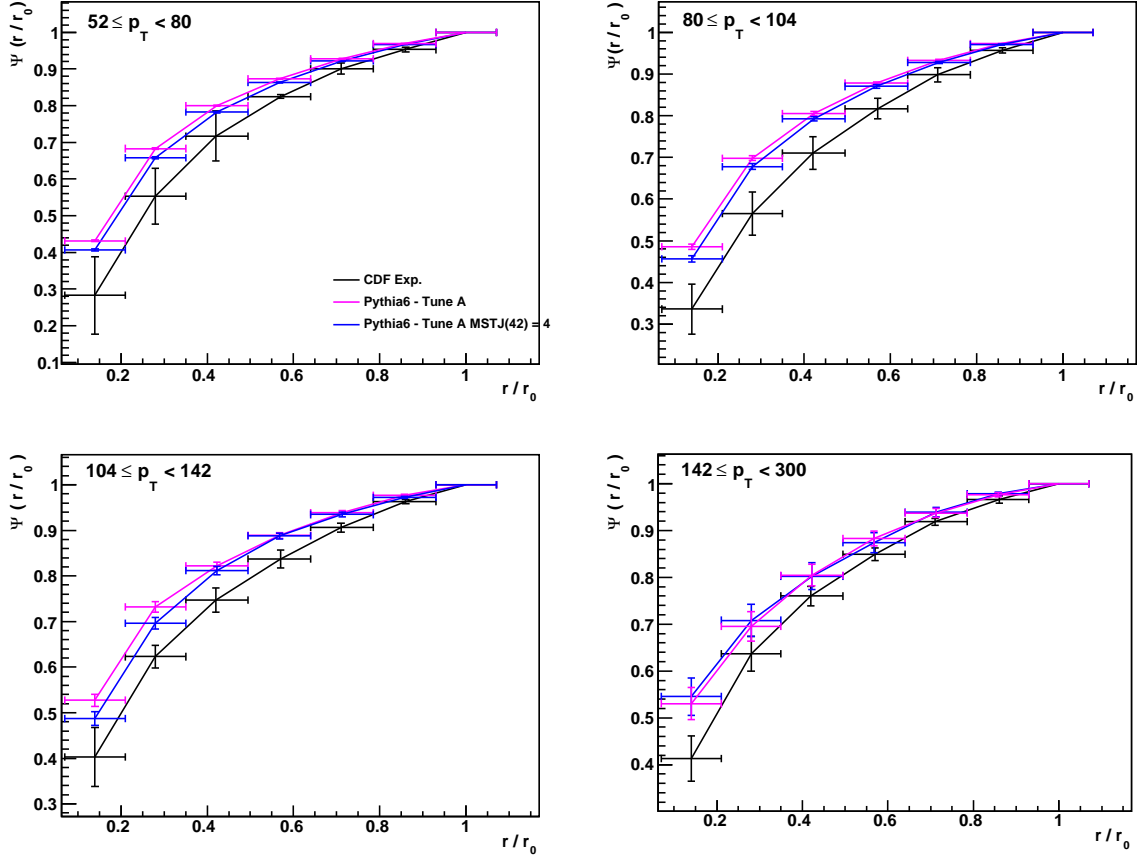 52 ≤ p_T < 80
Ψ (r / r_0)
1
0.9
0.8
0.7
0.6
0.5
0.4
0.3
0.2
0.1
CDF Exp.
Pythia6 - Tune A
Pythia6 - Tune A MSTJ(42) = 4
0.2 0.4 0.6 0.8 1
r / r_0
80 ≤ p_T < 104
Ψ (r / r_0)
1
0.9
0.8
0.7
0.6
0.5
0.4
0.3
0.2 0.4 0.6 0.8 1
r / r_0
104 ≤ p_T < 142
Ψ (r / r_0)
1
0.9
0.8
0.7
0.6
0.5
0.4
0.3
0.2 0.4 0.6 0.8 1
r / r_0
142 ≤ p_T < 300
Ψ (r / r_0)
1
0.9
0.8
0.7
0.6
0.5
0.4
0.2 0.4 0.6 0.8 1
r / r_0